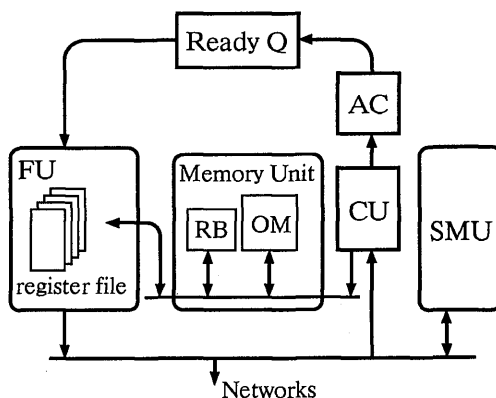 Ready Q
AC
FU
register file
Memory Unit
RB
OM
CU
SMU
Networks